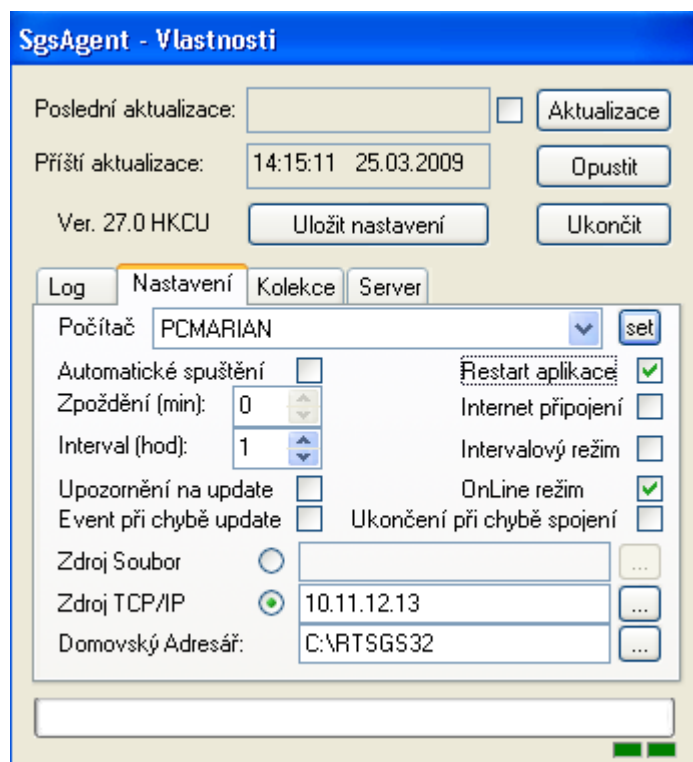 SgsAgent - Vlastnosti
Poslední aktualizace: Aktualizace
Příští aktualizace: 14:15:11 25.03.2009 Opustit
Ver. 27.0 HKCU Uložit nastavení Ukončit
Log Nastavení Kolekce Server
Počítač PCMARIAN set
Automatické spuštění Restart aplikace
Zpoždění (min): 0 Internet připojení
Interval (hod): 1 Intervalový režim
Upozornění na update OnLine režim
Event při chybě update Ukončení při chybě spojení
Zdroj Soubor ...
Zdroj TCP/IP 10.11.12.13 ...
Domovský Adresář: C:\RTSGS32 ...